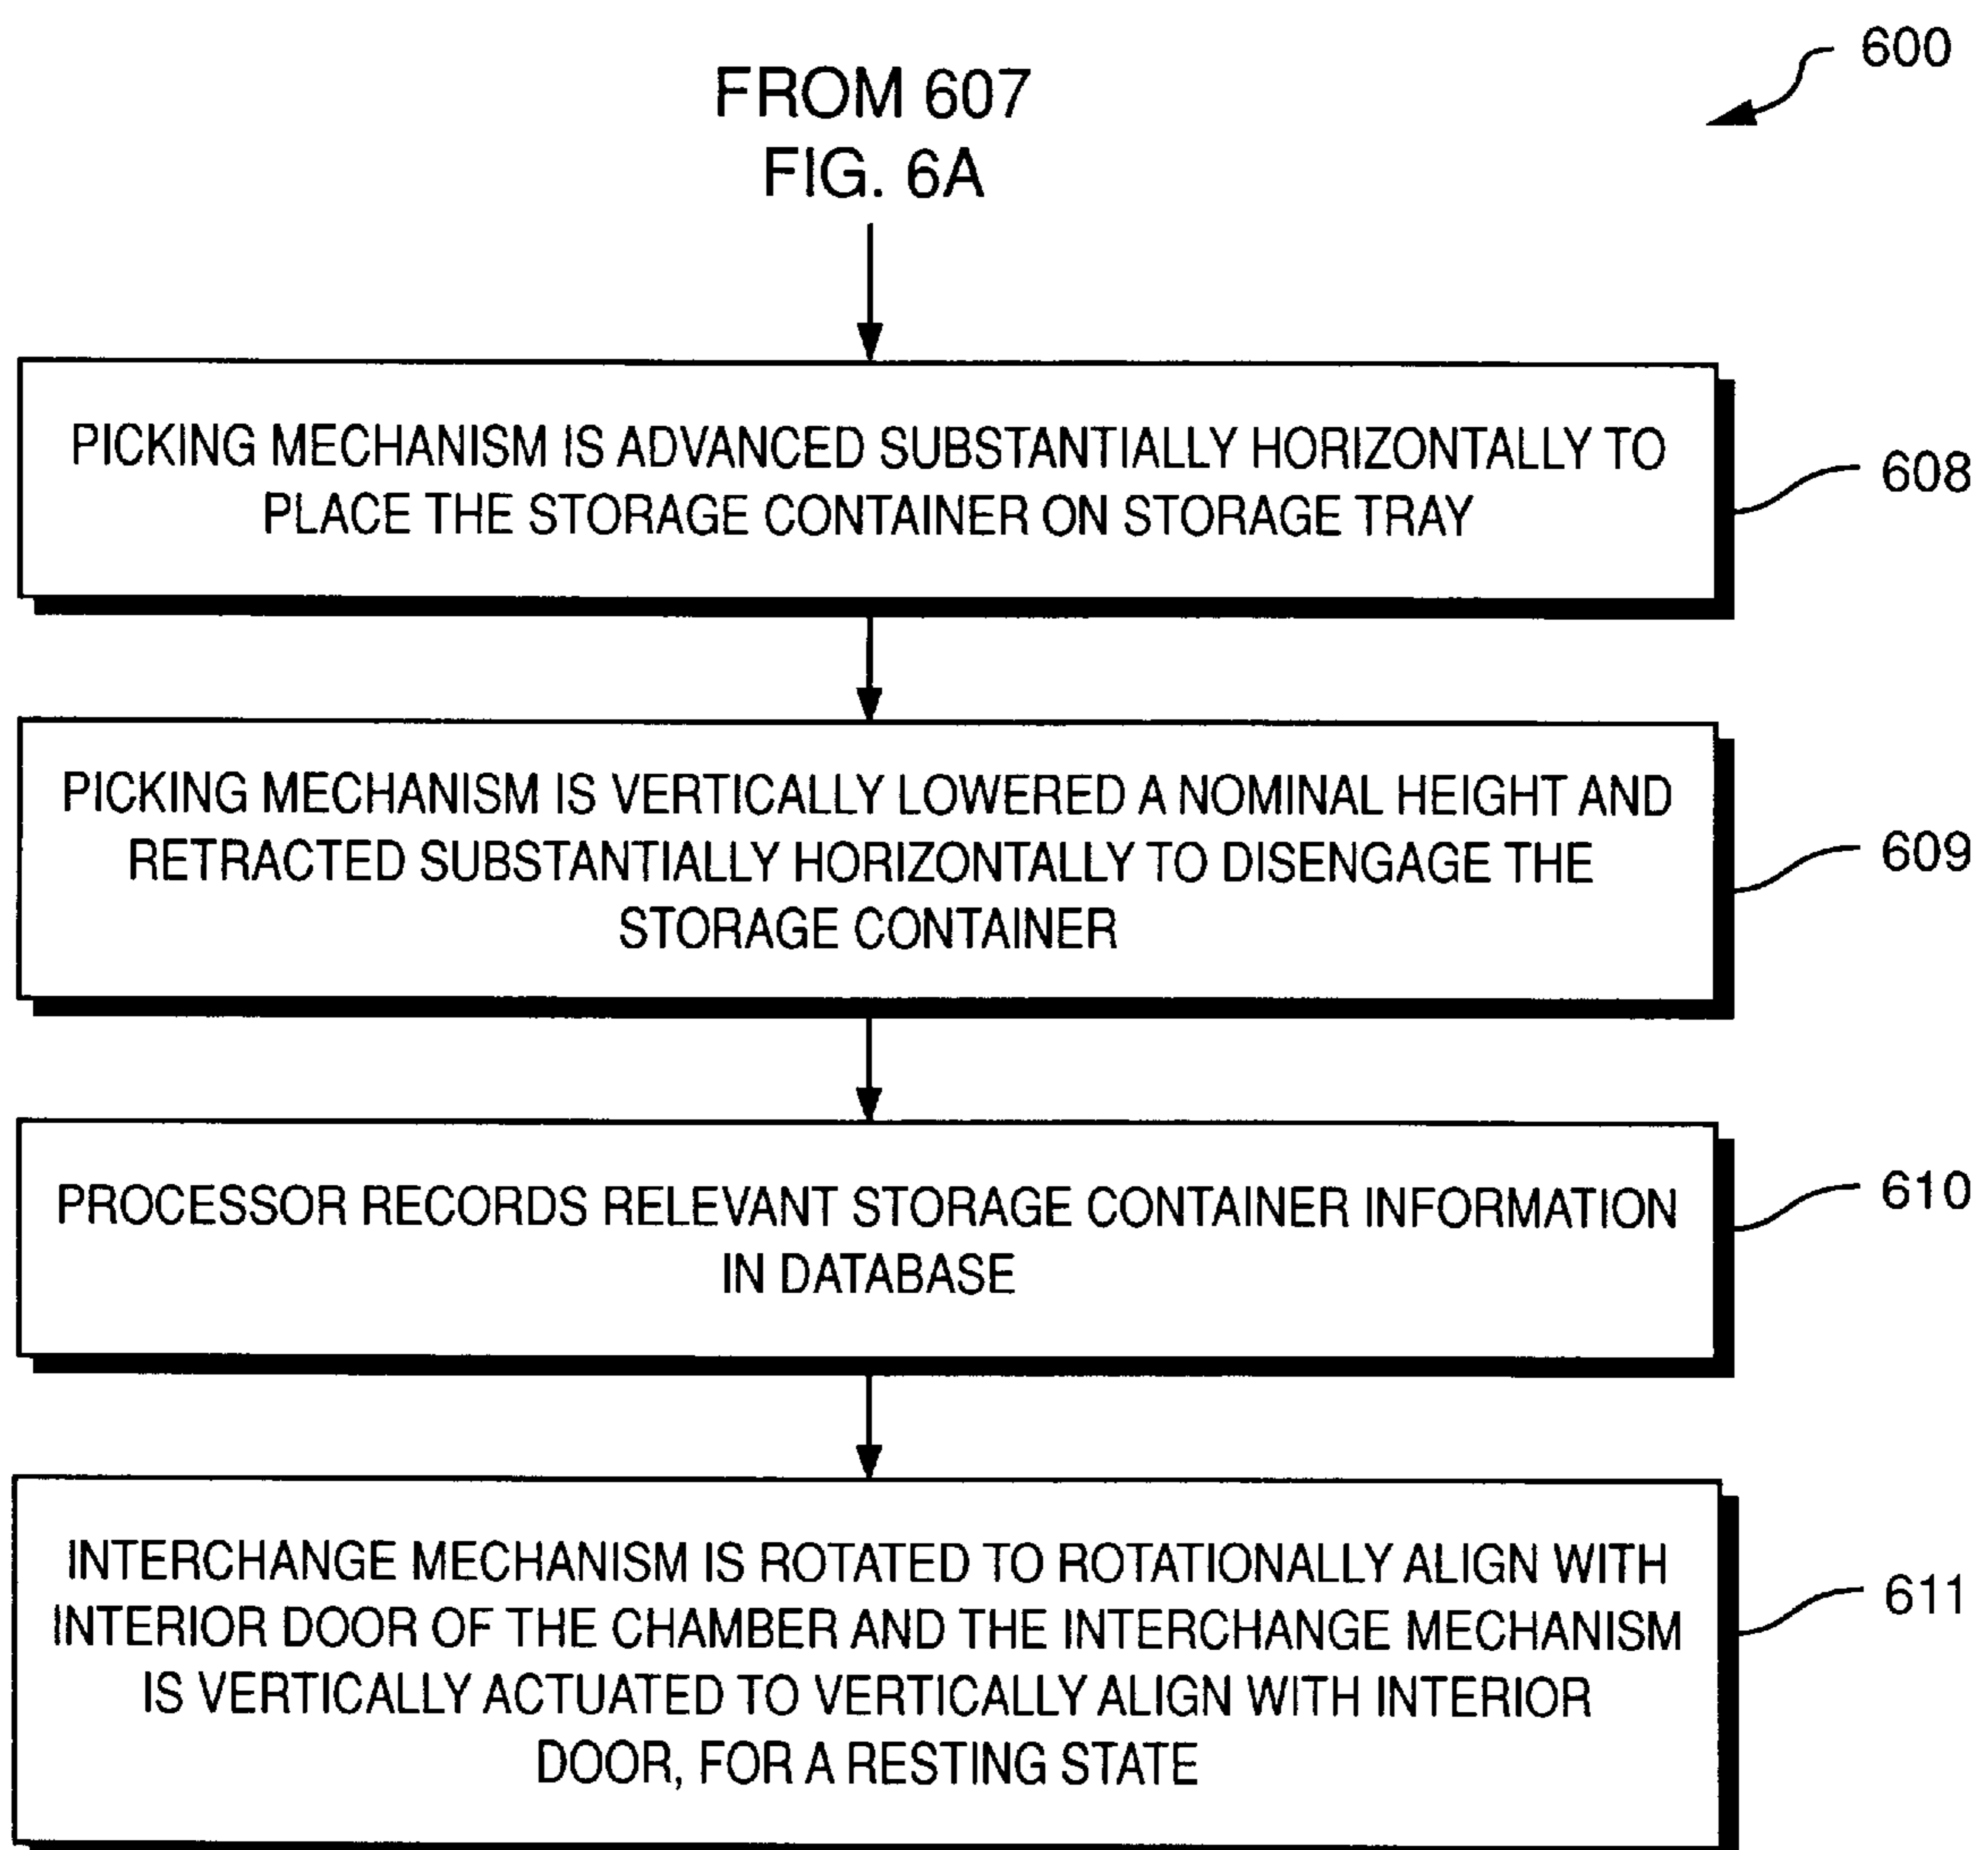 600
FROM 607
FIG. 6A
PICKING MECHANISM IS ADVANCED SUBSTANTIALLY HORIZONTALLY TO
PLACE THE STORAGE CONTAINER ON STORAGE TRAY
608
PICKING MECHANISM IS VERTICALLY LOWERED A NOMINAL HEIGHT AND
RETRACTED SUBSTANTIALLY HORIZONTALLY TO DISENGAGE THE
STORAGE CONTAINER
609
PROCESSOR RECORDS RELEVANT STORAGE CONTAINER INFORMATION
IN DATABASE
610
INTERCHANGE MECHANISM IS ROTATED TO ROTATIONALLY ALIGN WITH
INTERIOR DOOR OF THE CHAMBER AND THE INTERCHANGE MECHANISM
IS VERTICALLY ACTUATED TO VERTICALLY ALIGN WITH INTERIOR
DOOR, FOR A RESTING STATE
611